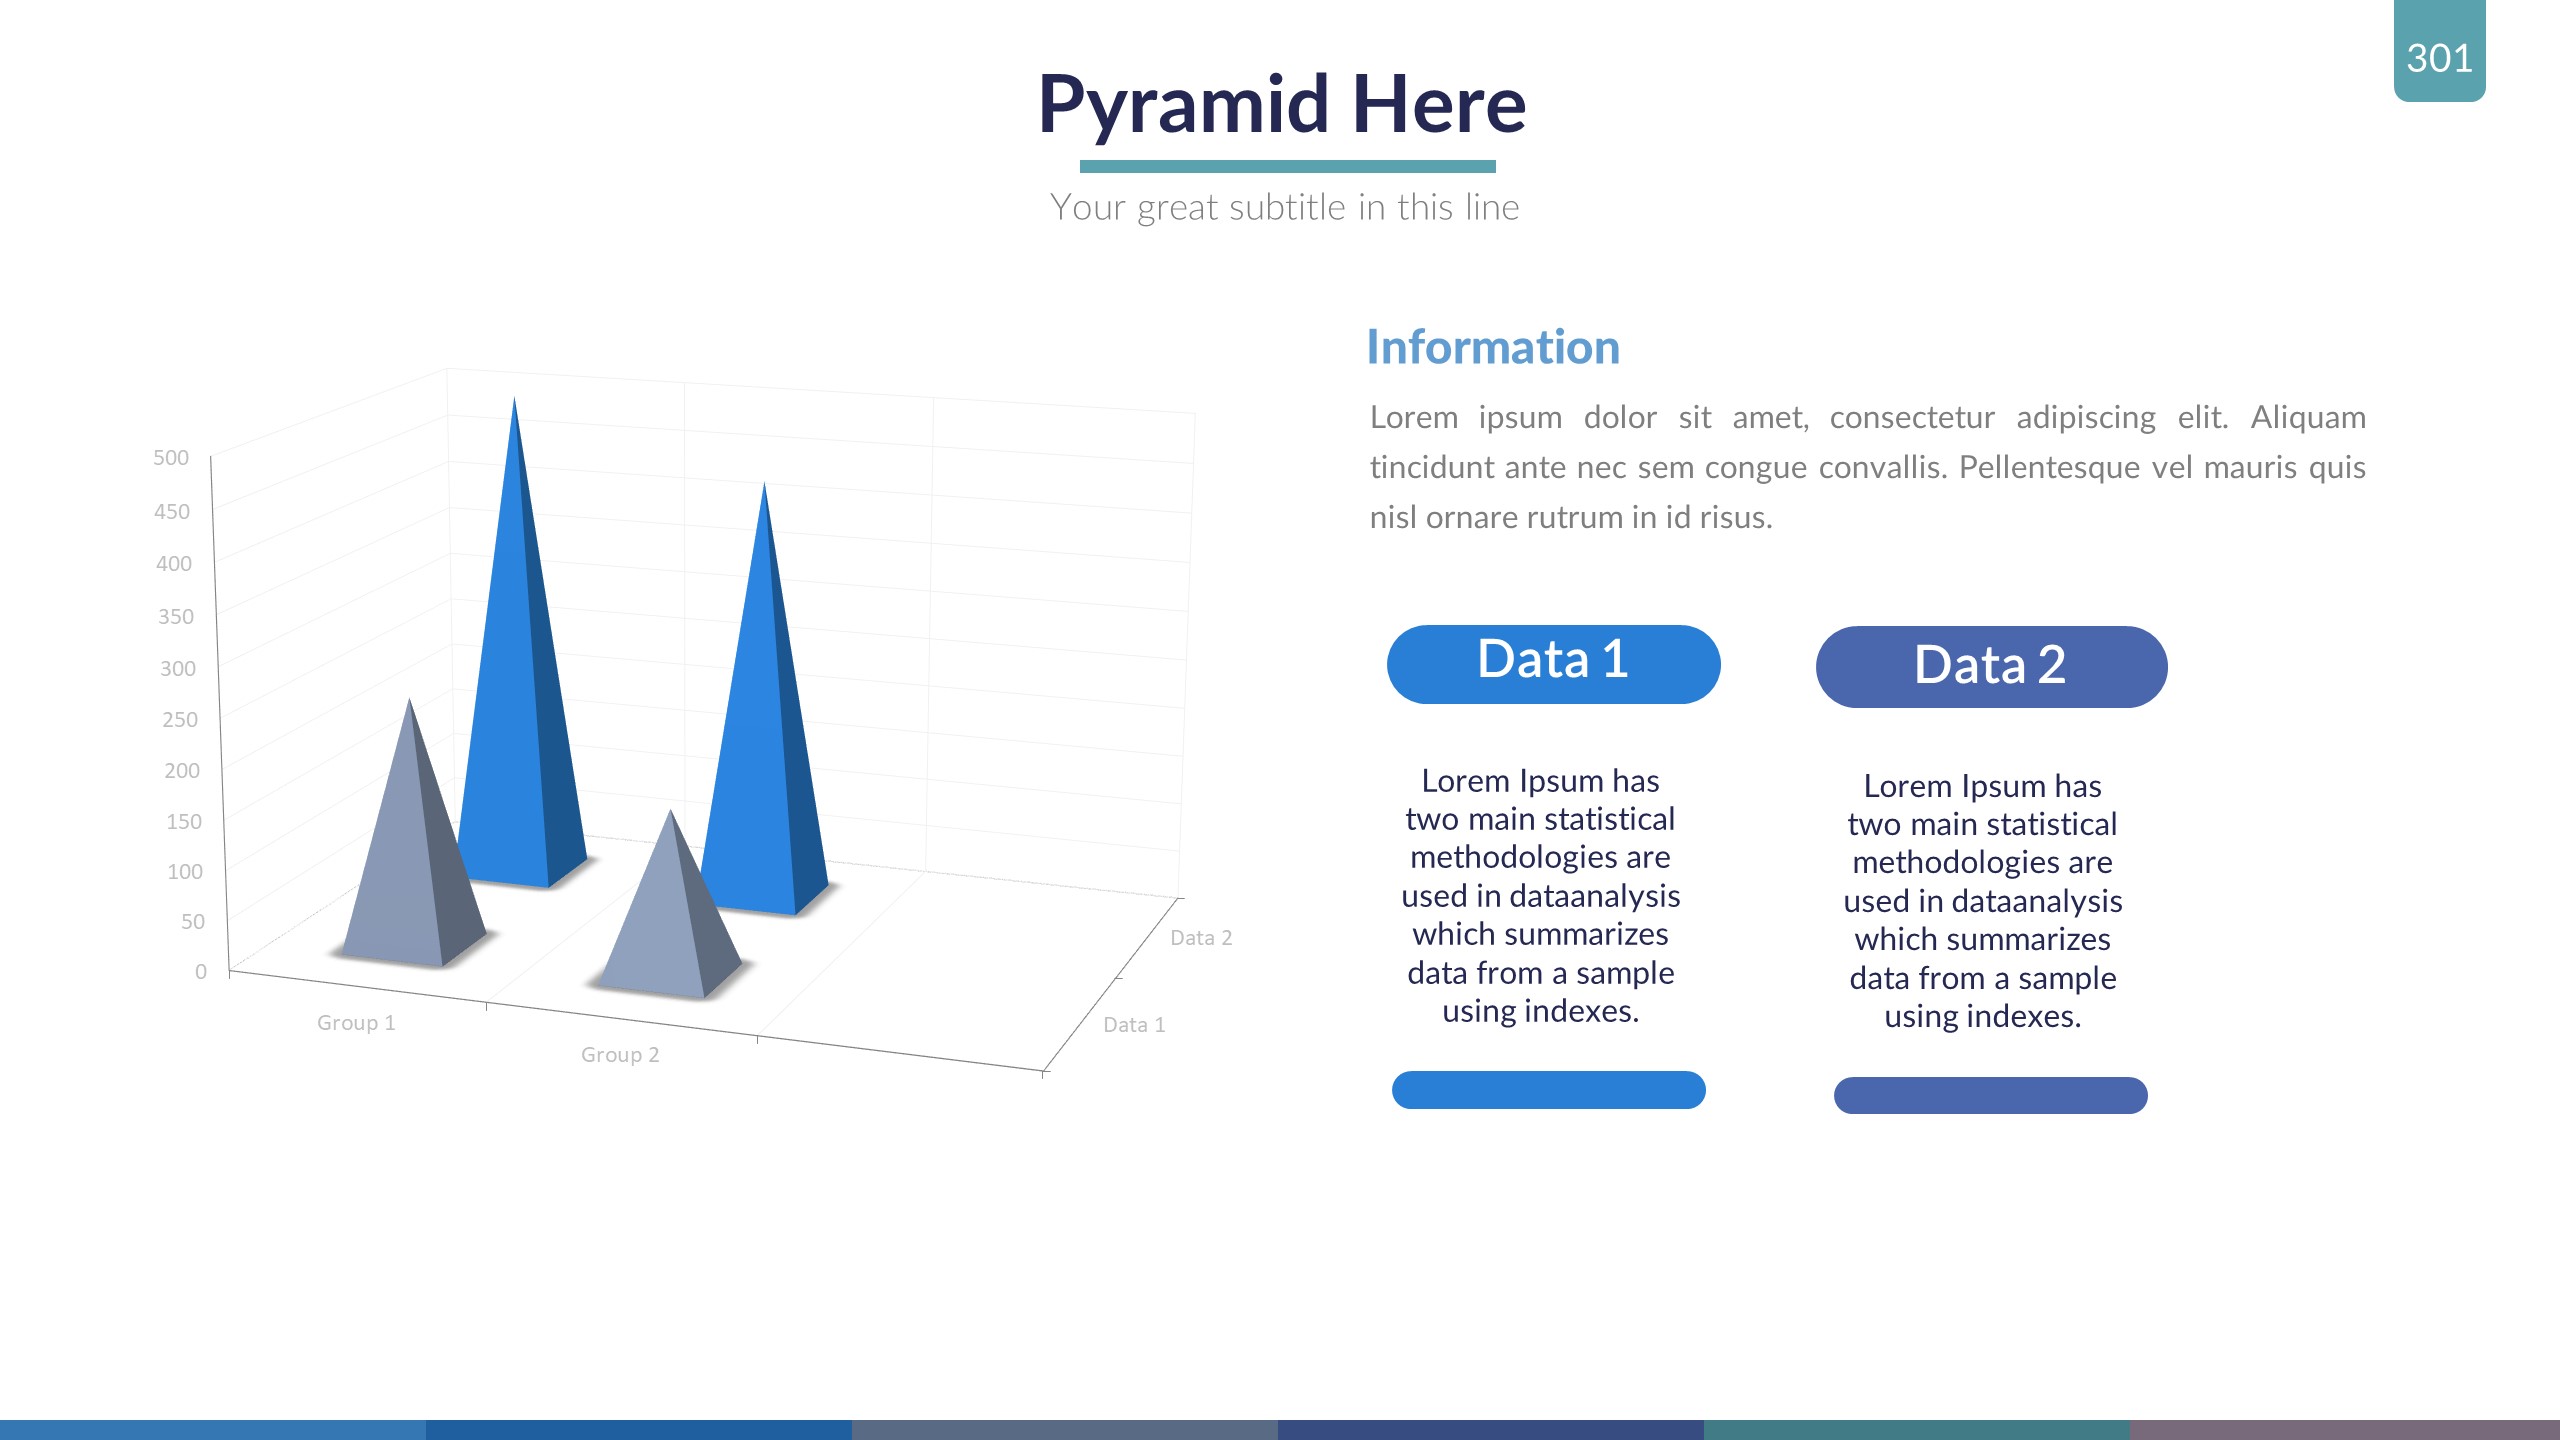 301
Pyramid Here
Your great subtitle in this line
500
450
400
350
300
250
200
150
100
50
0
Group 1
Group 2
Data 1
Data 2
Information
Lorem ipsum dolor sit amet, consectetur adipiscing elit. Aliquam
tincidunt ante nec sem congue convallis. Pellentesque vel mauris quis
nisl ornare rutrum in id risus.
Data 1
Lorem Ipsum has
two main statistical
methodologies are
used in dataanalysis
which summarizes
data from a sample
using indexes.
Data 2
Lorem Ipsum has
two main statistical
methodologies are
used in dataanalysis
which summarizes
data from a sample
using indexes.